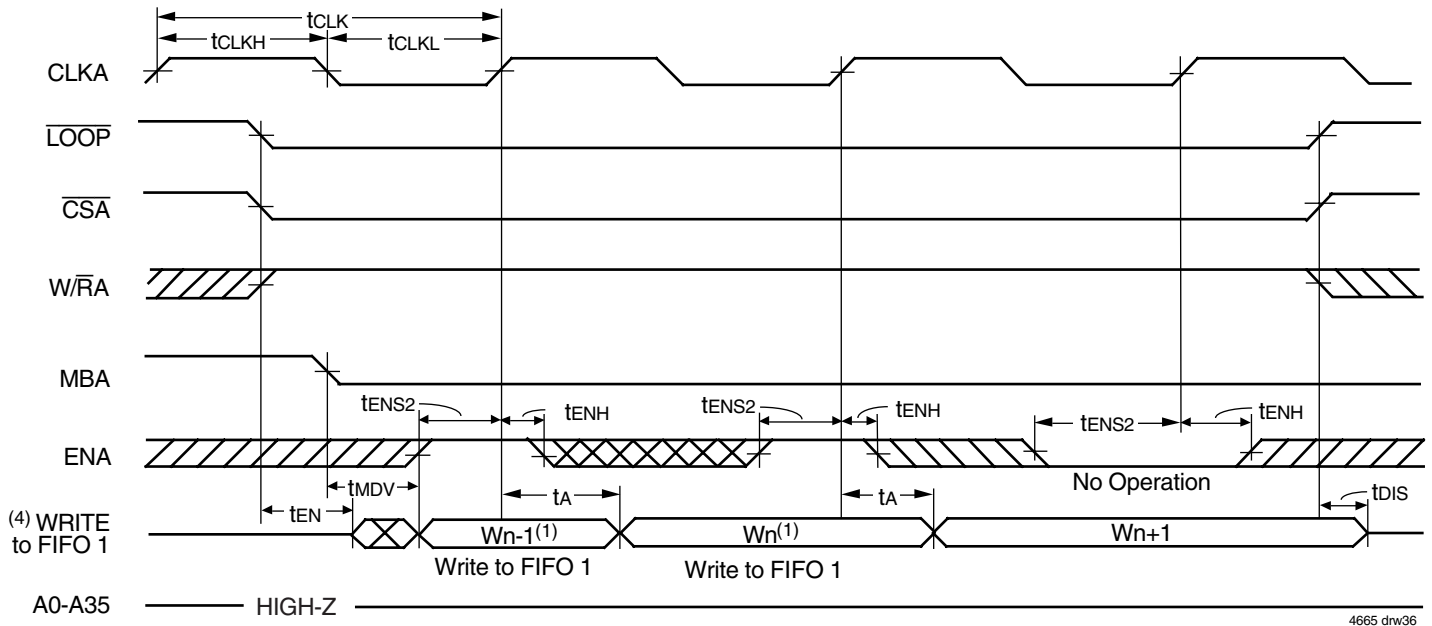 tCLK
tCLKH
tCLKL
CLKA
LOOP
CSA
W/RA
MBA
tENS2
tENH
tENS2
tENH
tENS2
tENH
ENA
No Operation
tMDV
tA
tA
tDIS
tEN
(4) WRITE
to FIFO 1
Wn-1(1)
Wn(1)
Wn+1
Write to FIFO 1
Write to FIFO 1
A0-A35
HIGH-Z
4665 drw36